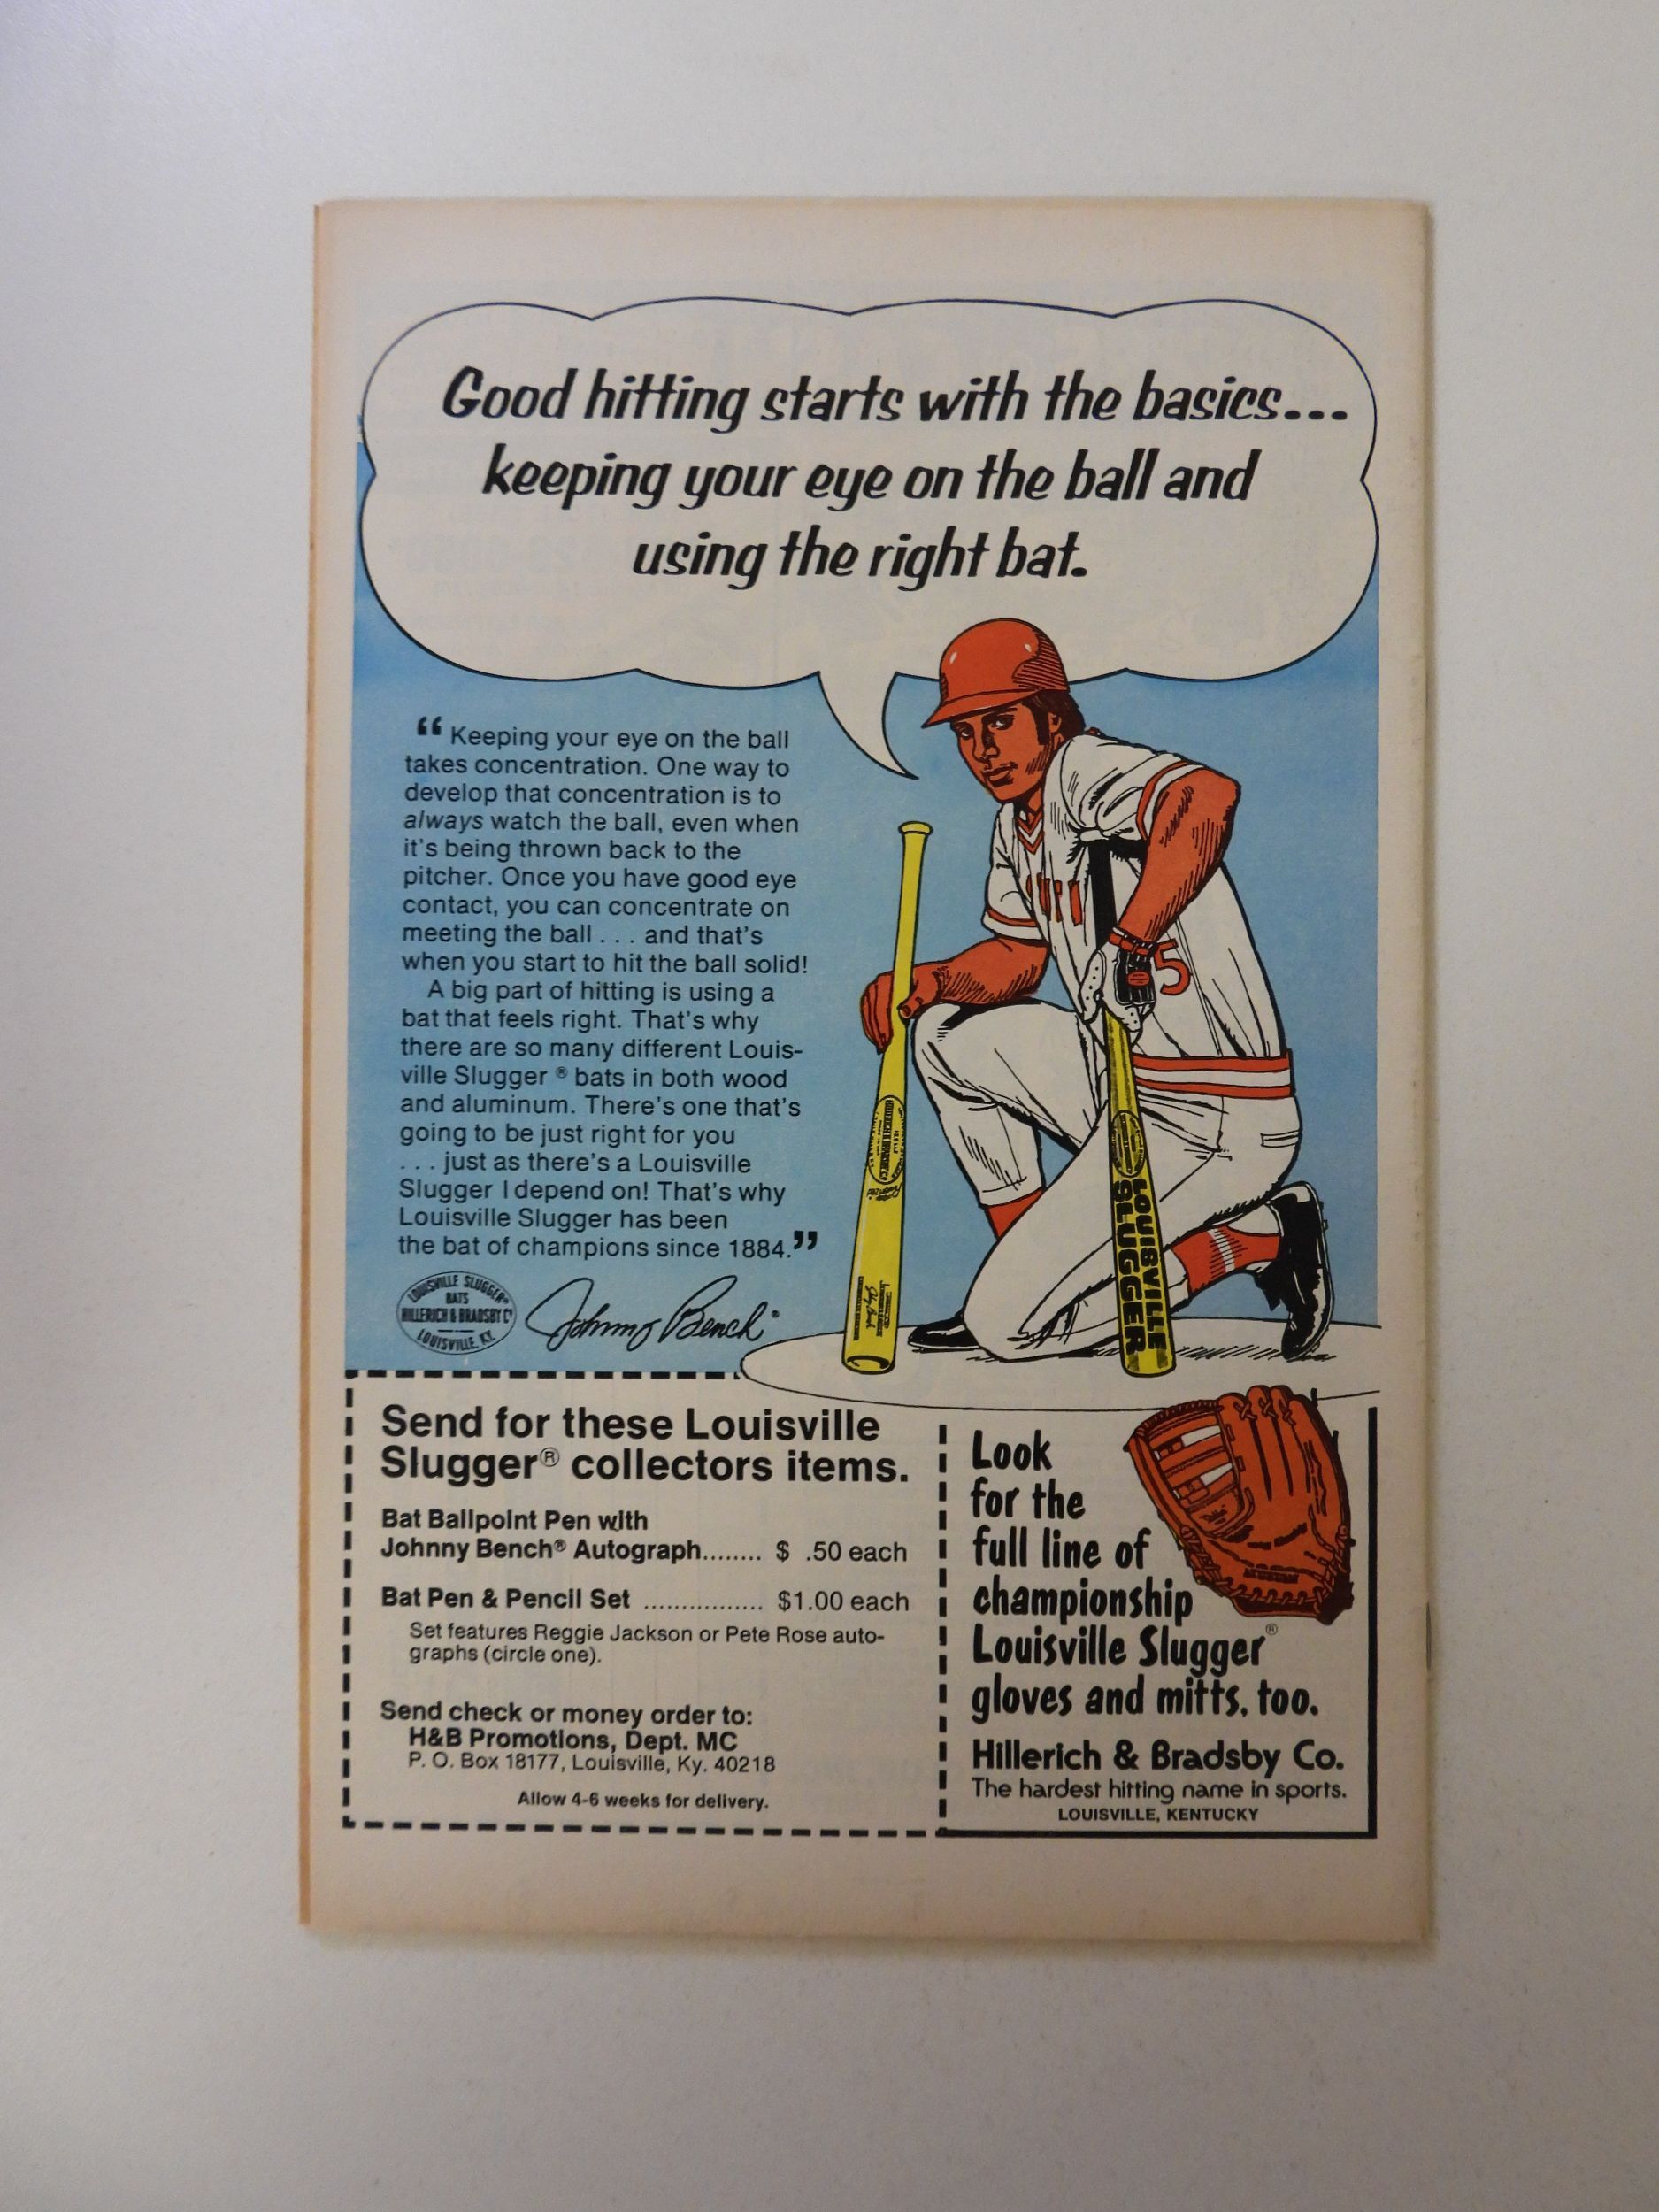 Good hitting starts with the basics...
keeping your eye on the ball and
using the right bat.
“Keeping your eye on the ball
takes concentration. One way to
develop that concentration is to
always watch the ball, even when
it's being thrown back to the
pitcher. Once you have good eye
contact, you can concentrate on
meeting the ball . . . and that's
when you start to hit the ball solid!
A big part of hitting is using a
bat that feels right. That's why
there are so many different Louis-
ville Slugger ® bats in both wood
and aluminum. There's one that's
going to be just right for you
. . . just as there's a Louisville
Slugger I depend on! That's why
Louisville Slugger has been
the bat of champions since 1884.”
LOUISVILLE SLUGGER®
BATS
HILLERICH & BRADSBY Co
LOUISVILLE, KY.
Johnny Bench
5
LOUISVILLE
SLUGGER
Send for these Louisville
Slugger® collectors items.
Bat Ballpoint Pen with
Johnny Bench® Autograph........ $ .50 each
Bat Pen & Pencil Set ................ $1.00 each
Set features Reggie Jackson or Pete Rose auto-
graphs (circle one).
Send check or money order to:
H&B Promotions, Dept. MC
P. O. Box 18177, Louisville, Ky. 40218
Allow 4-6 weeks for delivery.
Look
for the
full line of
championship
Louisville Slugger®
gloves and mitts, too.
Hillerich & Bradsby Co.
The hardest hitting name in sports.
LOUISVILLE, KENTUCKY